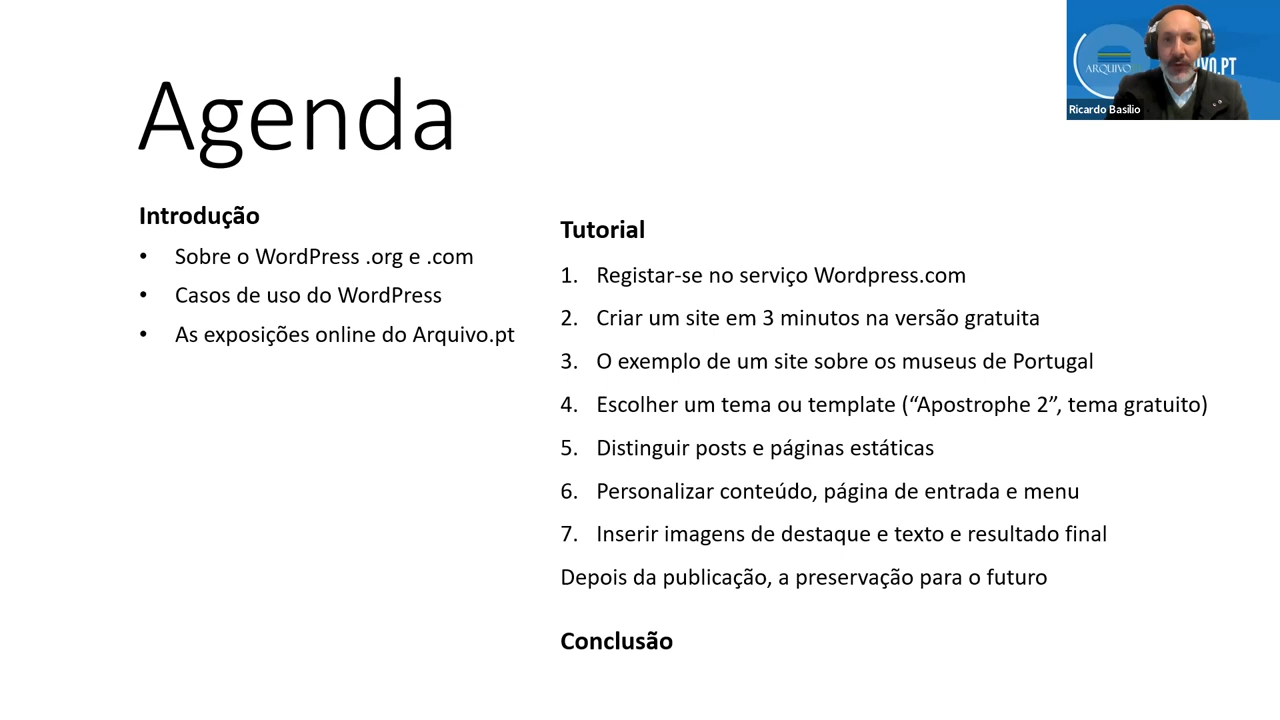 Agenda
Introdução
• Sobre o WordPress .org e .com
• Casos de uso do WordPress
• As exposições online do Arquivo.pt
Tutorial
1. Registar-se no serviço Wordpress.com
2. Criar um site em 3 minutos na versão gratuita
3. O exemplo de um site sobre os museus de Portugal
4. Escolher um tema ou template (“Apostrophe 2”, tema gratuito)
5. Distinguir posts e páginas estáticas
6. Personalizar conteúdo, página de entrada e menu
7. Inserir imagens de destaque e texto e resultado final
Depois da publicação, a preservação para o futuro
Conclusão
ARQUIVO
VO.PT
Ricardo Basílio